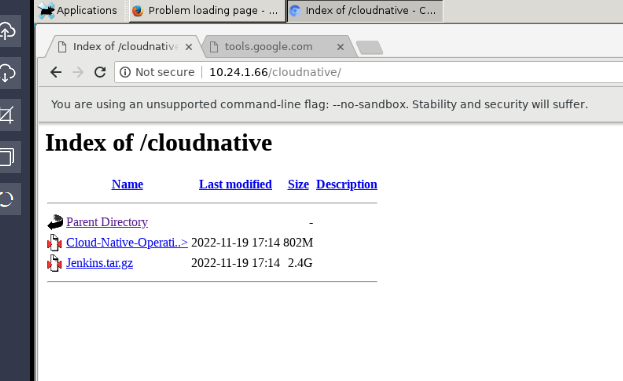 Applications
Problem loading page - ...
Index of /cloudnative - C...
Index of /cloudnative
tools.google.com
Not secure | 10.24.1.66/cloudnative/
You are using an unsupported command-line flag: --no-sandbox. Stability and security will suffer.
Index of /cloudnative
Name Last modified Size Description
Parent Directory -
Cloud-Native-Operati..> 2022-11-19 17:14 802M
Jenkins.tar.gz 2022-11-19 17:14 2.4G